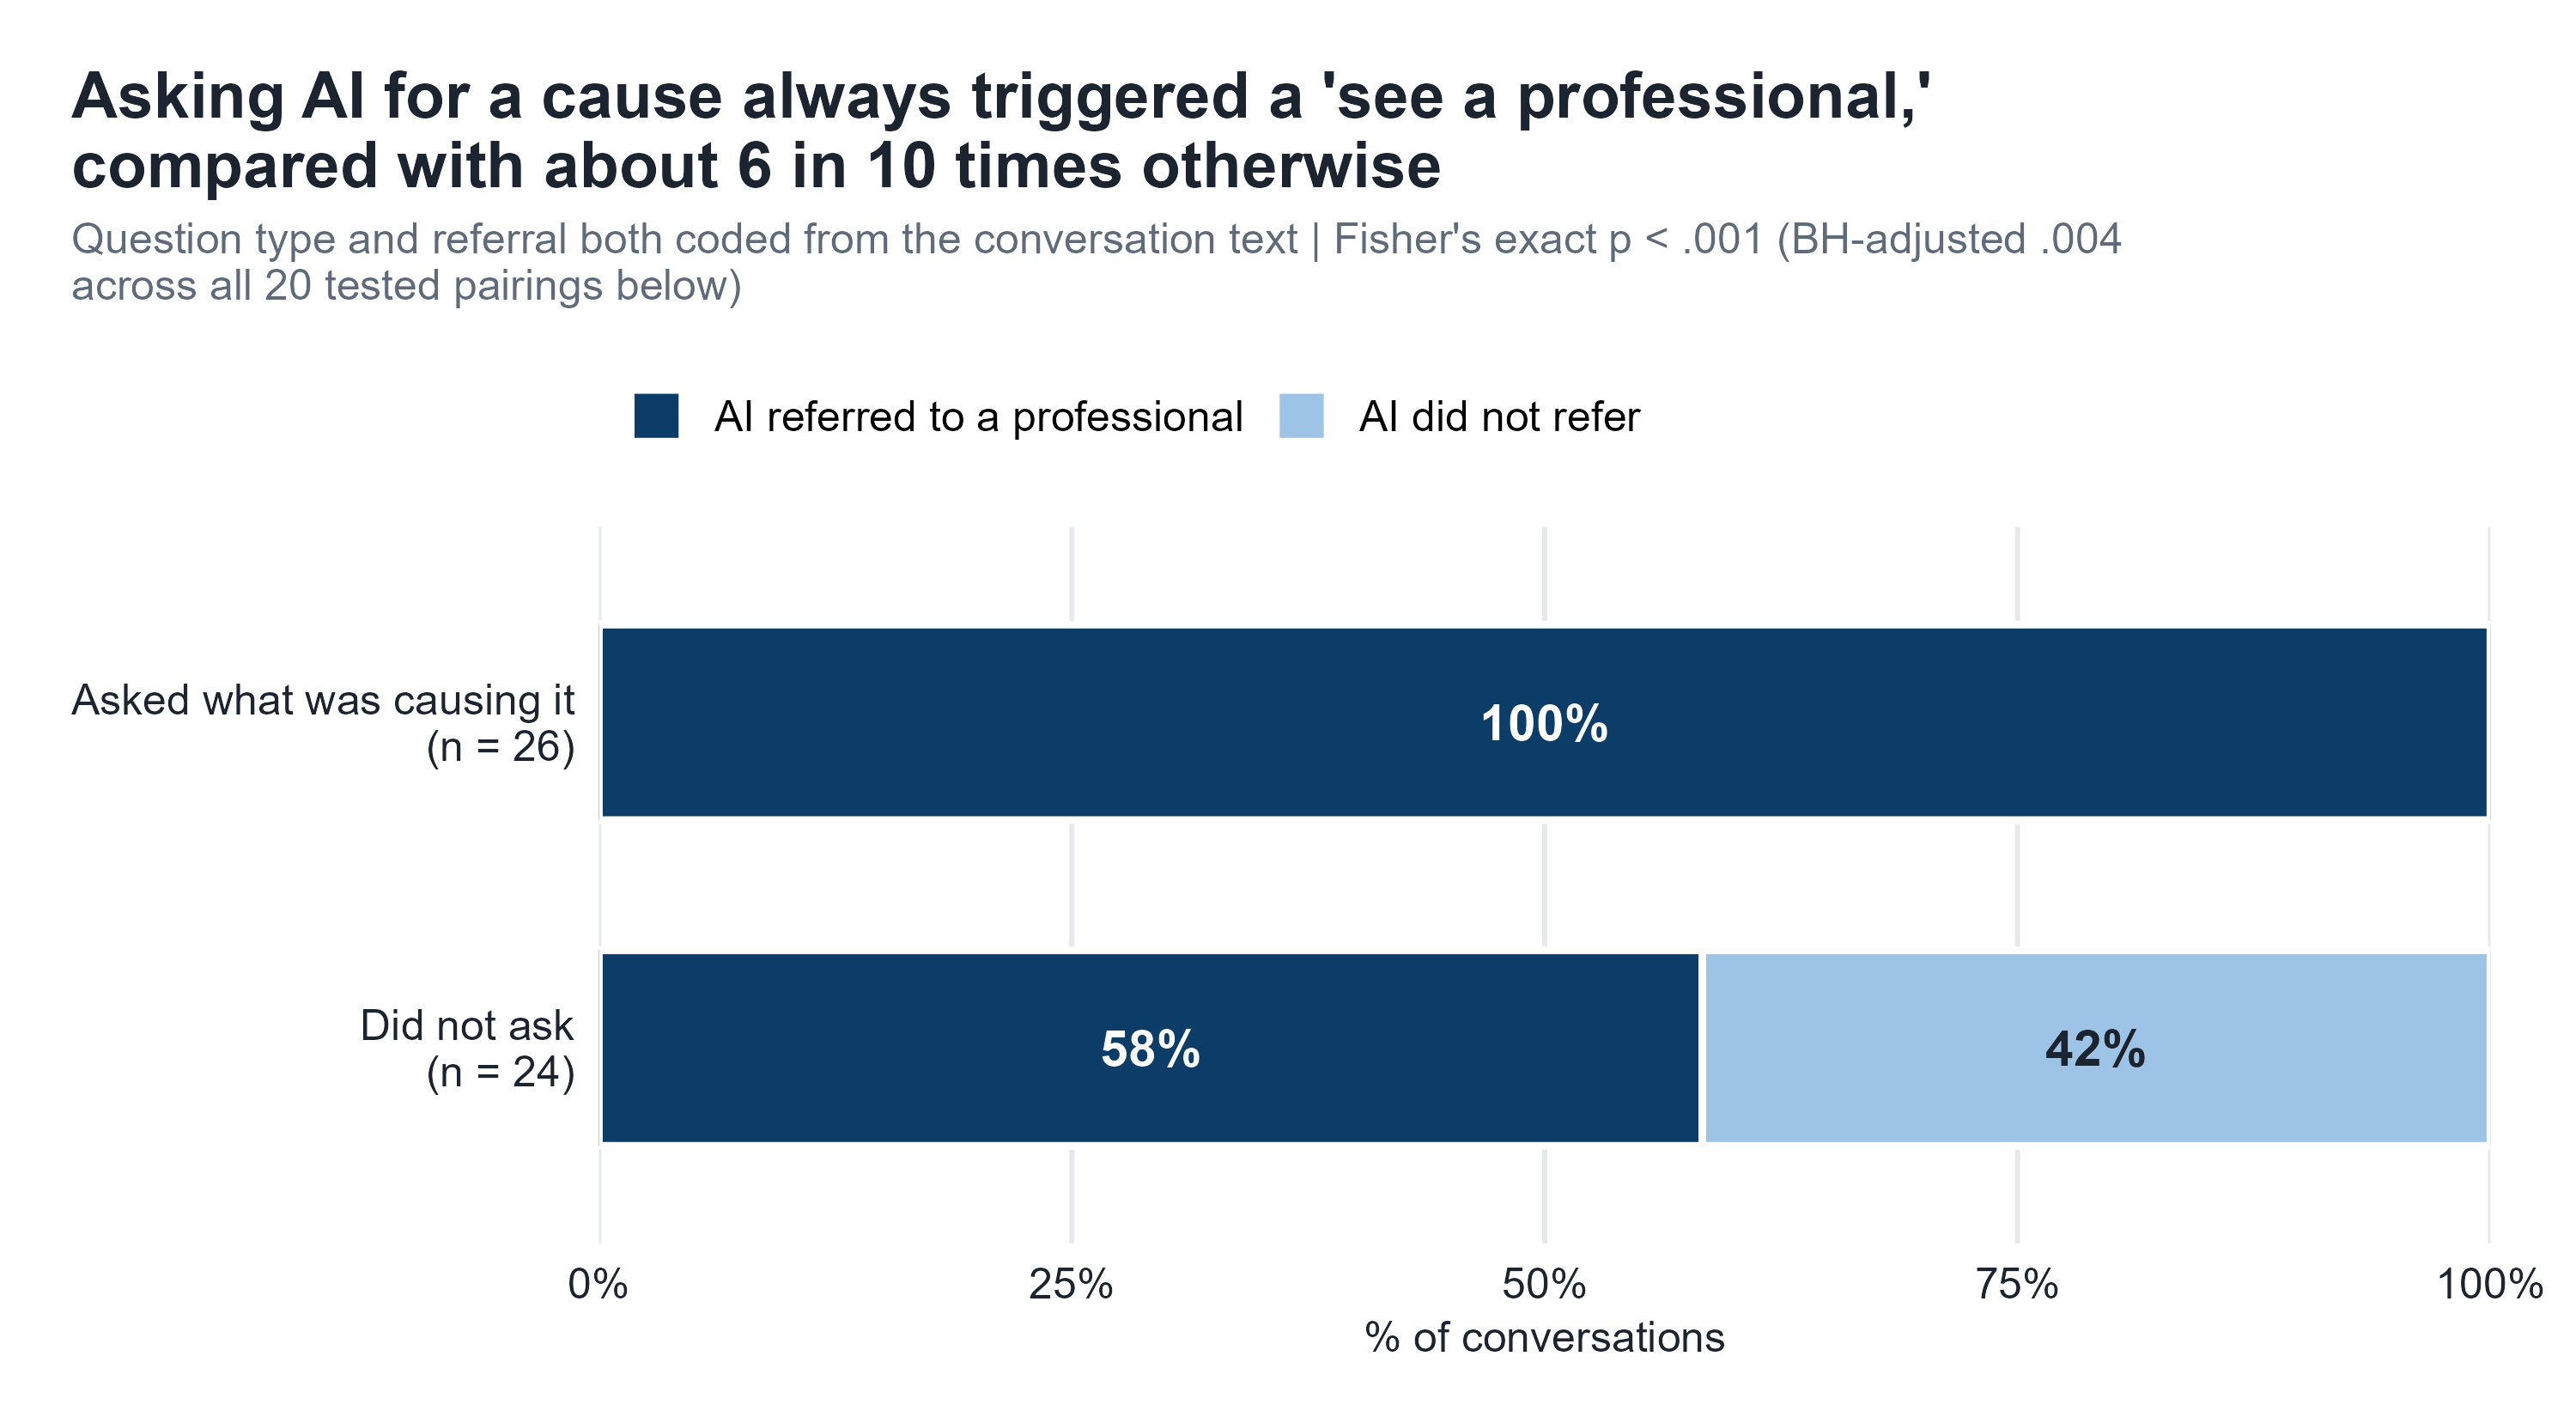 Asking AI for a cause always triggered a 'see a professional,'
compared with about 6 in 10 times otherwise
Question type and referral both coded from the conversation text | Fisher's exact p < .001 (BH-adjusted .004
across all 20 tested pairings below)
AI referred to a professional
AI did not refer
Asked what was causing it
(n = 26)
100%
Did not ask
(n = 24)
58%
42%
0%
25%
50%
75%
100%
% of conversations